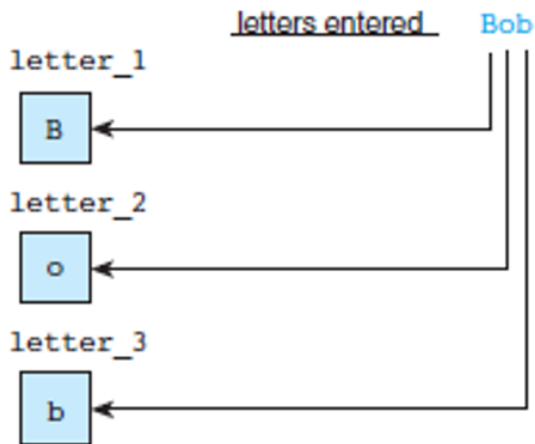 letters entered Bob
letter_1
B
letter_2
o
letter_3
b